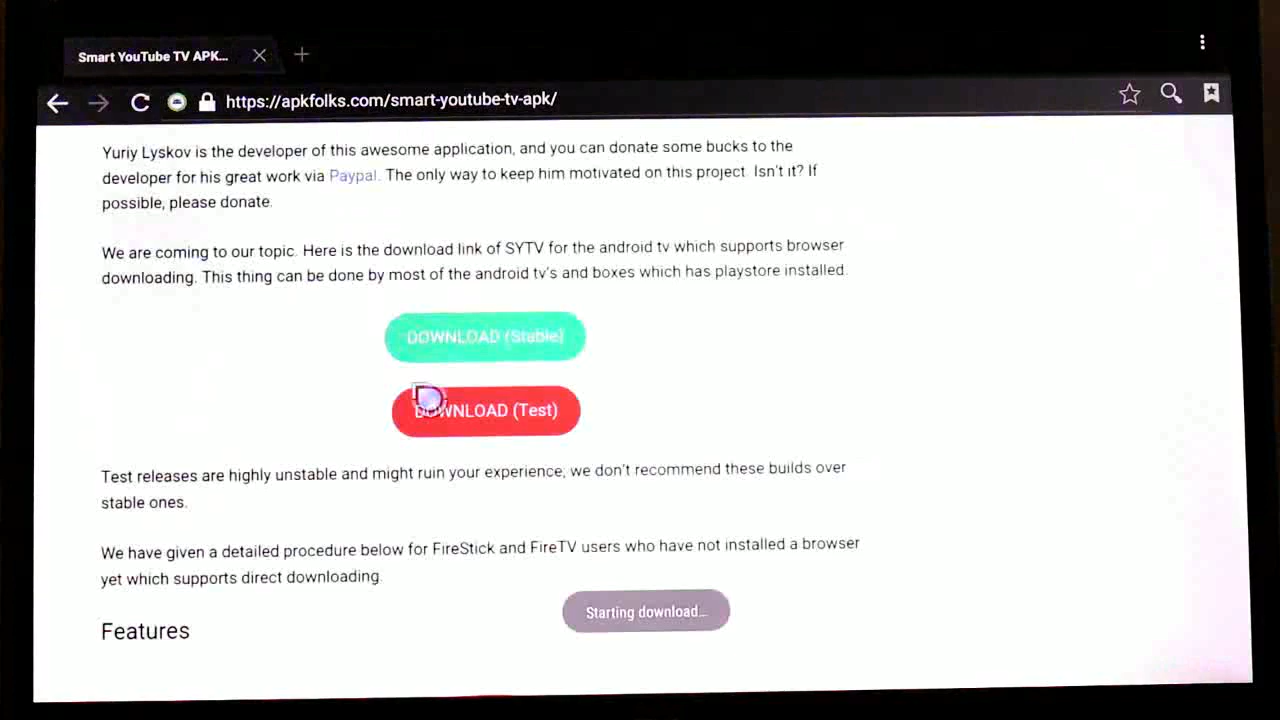 Smart YouTube TV APK...
https://apkfolks.com/smart-youtube-tv-apk/
Yuriy Lyskov is the developer of this awesome application, and you can donate some bucks to the
developer for his great work via Paypal. The only way to keep him motivated on this project. Isn't it? If
possible, please donate.
We are coming to our topic. Here is the download link of SYTV for the android tv which supports browser
downloading. This thing can be done by most of the android tv's and boxes which has playstore installed.
DOWNLOAD (Stable)
DOWNLOAD (Test)
Test releases are highly unstable and might ruin your experience, we don't recommend these builds over
stable ones.
We have given a detailed procedure below for FireStick and FireTV users who have not installed a browser
yet which supports direct downloading.
Starting download...
Features